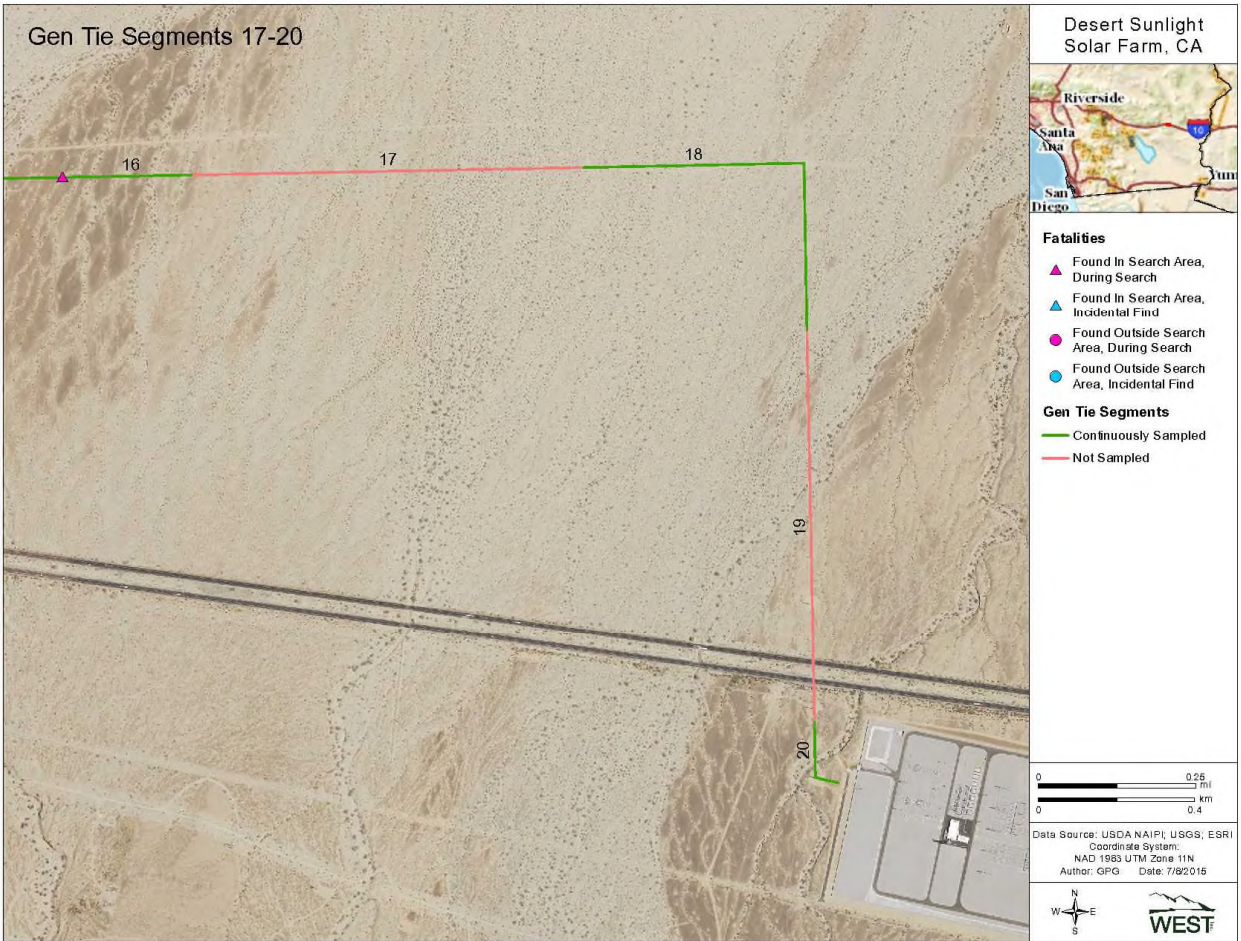 Gen Tie Segments 17-20
16
17
18
19
20
Desert Sunlight
Solar Farm, CA
Riverside
Santa
Ana
San
Diego
10
Yum
Fatalities
Found In Search Area,
During Search
Found In Search Area,
Incidental Find
Found Outside Search
Area, During Search
Found Outside Search
Area, Incidental Find
Gen Tie Segments
Continuously Sampled
Not Sampled
0 0.25
mi
km
0 0.4
Data Source: USDA NAIPI; USGS; ESRI
Coordinate System:
NAD 1983 UTM Zone 11N
Author: GPG Date: 7/8/2015
N
W E
S
WEST